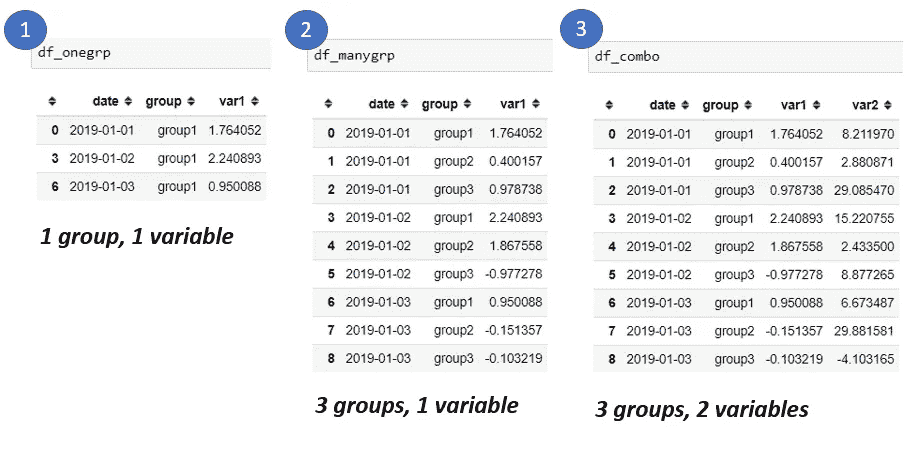 1
df_onegrp
date group var1
0 2019-01-01 group1 1.764052
3 2019-01-02 group1 2.240893
6 2019-01-03 group1 0.950088
1 group, 1 variable
2
df_manygrp
date group var1
0 2019-01-01 group1 1.764052
1 2019-01-01 group2 0.400157
2 2019-01-01 group3 0.978738
3 2019-01-02 group1 2.240893
4 2019-01-02 group2 1.867558
5 2019-01-02 group3 -0.977278
6 2019-01-03 group1 0.950088
7 2019-01-03 group2 -0.151357
8 2019-01-03 group3 -0.103219
3 groups, 1 variable
3
df_combo
date group var1 var2
0 2019-01-01 group1 1.764052 8.211970
1 2019-01-01 group2 0.400157 2.880871
2 2019-01-01 group3 0.978738 29.085470
3 2019-01-02 group1 2.240893 15.220755
4 2019-01-02 group2 1.867558 2.433500
5 2019-01-02 group3 -0.977278 8.877265
6 2019-01-03 group1 0.950088 6.673487
7 2019-01-03 group2 -0.151357 29.881581
8 2019-01-03 group3 -0.103219 -4.103165
3 groups, 2 variables